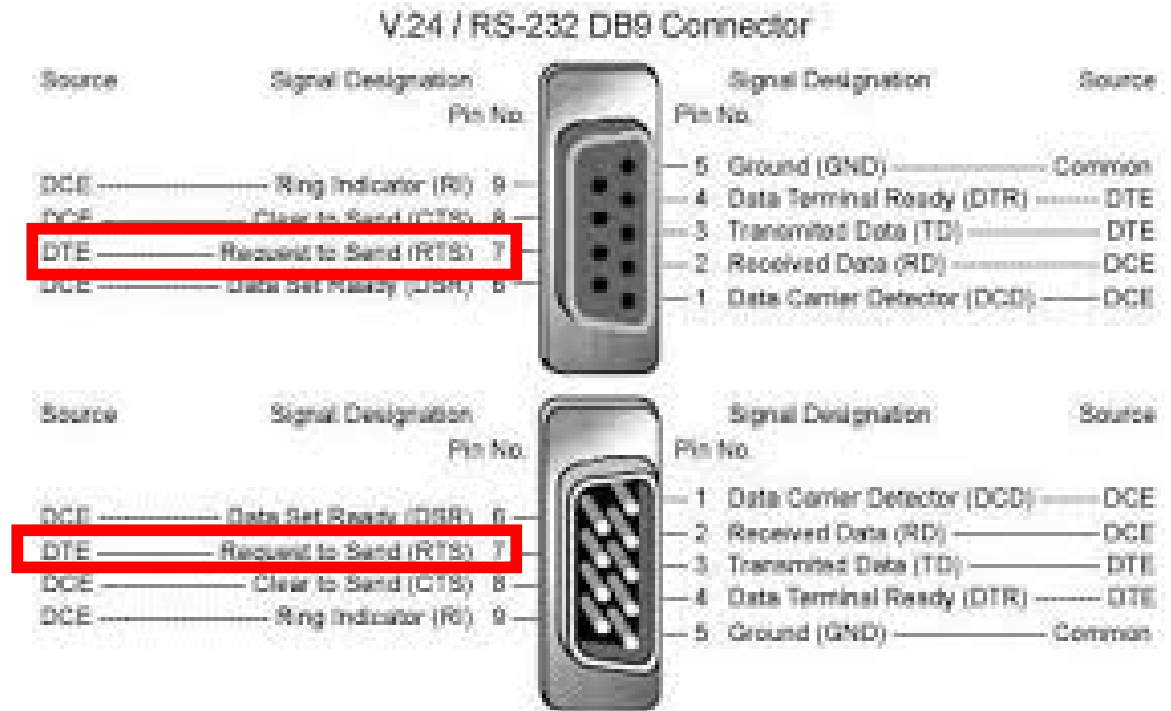 V.24 / RS-232 DB9 Connector
Source Signal Designation Signal Designation Source
Pin No. Pin No.
5 Ground (GND) Common
DCE Ring Indicator (RI) 9
4 Data Terminal Ready (DTR) DTE
DCE Clear to Send (CTS) 8
3 Transmited Data (TD) DTE
DTE Request to Send (RTS) 7
2 Received Data (RD) DCE
DCE Data Set Ready (DSR) 6
1 Data Carrier Detector (DCD) DCE
Source Signal Designation Signal Designation Source
Pin No. Pin No.
1 Data Carrier Detector (DCD) DCE
DCE Data Set Ready (DSR) 6
2 Received Data (RD) DCE
DTE Request to Send (RTS) 7
3 Transmited Data (TD) DTE
DCE Clear to Send (CTS) 8
4 Data Terminal Ready (DTR) DTE
DCE Ring Indicator (RI) 9
5 Ground (GND) Common